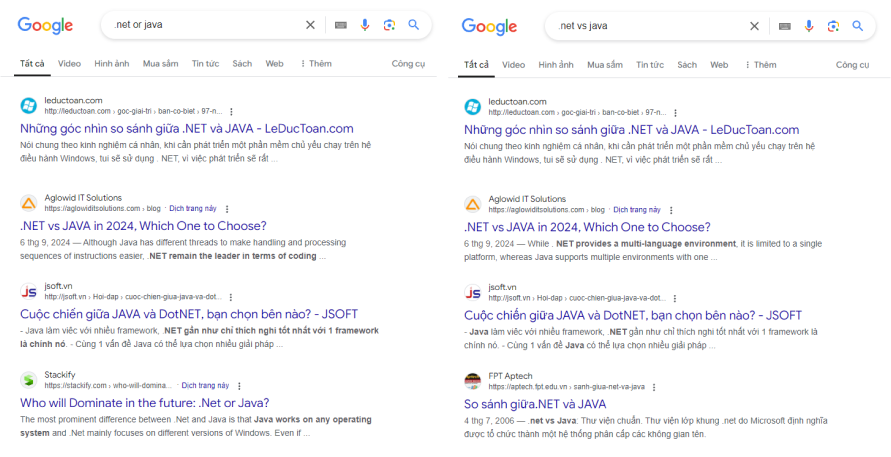 Google
.net or java
Tất cả Video Hình ảnh Mua sắm Tin tức Sách Web ⋮ Thêm Công cụ
leductoan.com
http://leductoan.com › goc-giai-tri › ban-co-biet › 97-n...
Những góc nhìn so sánh giữa .NET và JAVA - LeDucToan.com
Nói chung theo kinh nghiệm cá nhân, khi cần phát triển một phần mềm chủ yếu chạy trên hệ
điều hành Windows, tui sẽ sử dụng . NET, vì việc phát triển sẽ rất ...
Aglowid IT Solutions
https://aglowiditsolutions.com › blog · Dịch trang này
.NET vs JAVA in 2024, Which One to Choose?
6 thg 9, 2024 — Although Java has different threads to make handling and processing
sequences of instructions easier, .NET remain the leader in terms of coding ...
jsoft.vn
http://jsoft.vn › Hoi-dap › cuoc-chien-giua-java-va-dot...
Cuộc chiến giữa JAVA và DotNET, bạn chọn bên nào? - JSOFT
- Java làm việc với nhiều framework, .NET gần như chỉ thích nghi tốt nhất với 1 framework
là chính nó. - Cùng 1 vấn đề Java có thể lựa chọn nhiều giải pháp ...
Stackify
https://stackify.com › who-will-domina... · Dịch trang này
Who will Dominate in the future: .Net or Java?
The most prominent difference between .Net and Java is that Java works on any operating
system and .Net mainly focuses on different versions of Windows. Even if ...
Google
.net vs java
Tất cả Video Hình ảnh Mua sắm Tin tức Sách Web ⋮ Thêm Công cụ
leductoan.com
http://leductoan.com › goc-giai-tri › ban-co-biet › 97-n...
Những góc nhìn so sánh giữa .NET và JAVA - LeDucToan.com
Nói chung theo kinh nghiệm cá nhân, khi cần phát triển một phần mềm chủ yếu chạy trên hệ
điều hành Windows, tui sẽ sử dụng . NET, vì việc phát triển sẽ rất ...
Aglowid IT Solutions
https://aglowiditsolutions.com › blog · Dịch trang này
.NET vs JAVA in 2024, Which One to Choose?
6 thg 9, 2024 — While . NET provides a multi-language environment, it is limited to a single
platform, whereas Java supports multiple environments with one ...
jsoft.vn
http://jsoft.vn › Hoi-dap › cuoc-chien-giua-java-va-dot...
Cuộc chiến giữa JAVA và DotNET, bạn chọn bên nào? - JSOFT
- Java làm việc với nhiều framework, .NET gần như chỉ thích nghi tốt nhất với 1 framework là
chính nó. - Cùng 1 vấn đề Java có thể lựa chọn nhiều giải pháp ...
FPT Aptech
https://aptech.fpt.edu.vn › sanh-giua-net-va-java
So sánh giữa.NET và JAVA
4 thg 7, 2006 — .net vs Java. Thư viện chuẩn. Thư viện lớp khung .net do Microsoft định nghĩa
được tổ chức thành một hệ thống phân cấp các không gian tên.